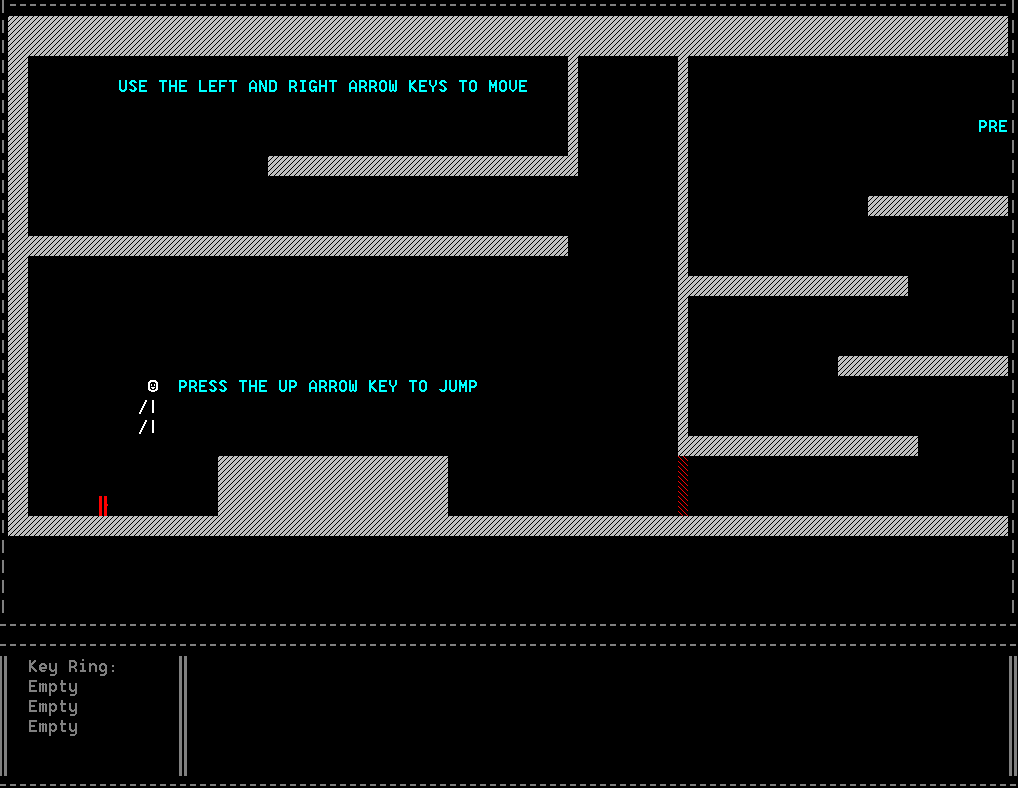 USE THE LEFT AND RIGHT ARROW KEYS TO MOVE
PRE
PRESS THE UP ARROW KEY TO JUMP
Key Ring:
Empty
Empty
Empty